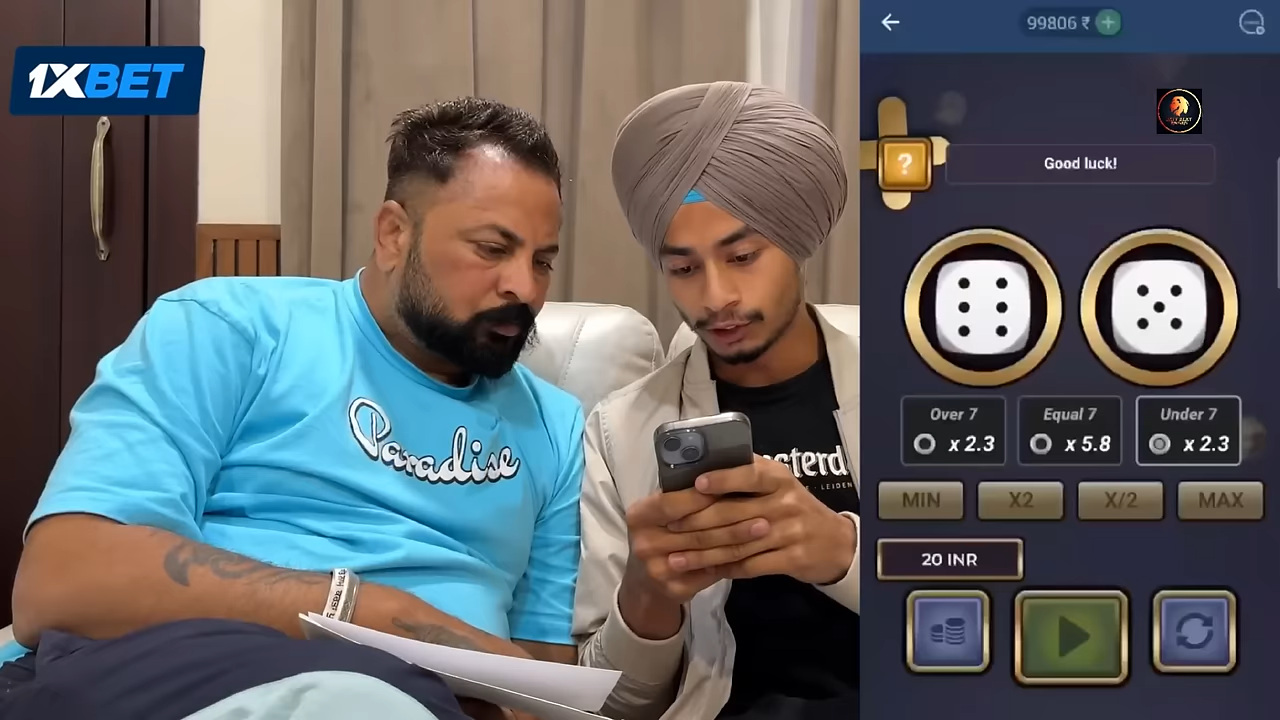 1XBET
99806 ₹ +
?
Good luck!
Over 7
x 2.3
Equal 7
x 5.8
Under 7
x 2.3
MIN
X2
X/2
MAX
20 INR
Paradise
sterd
LEIDEN